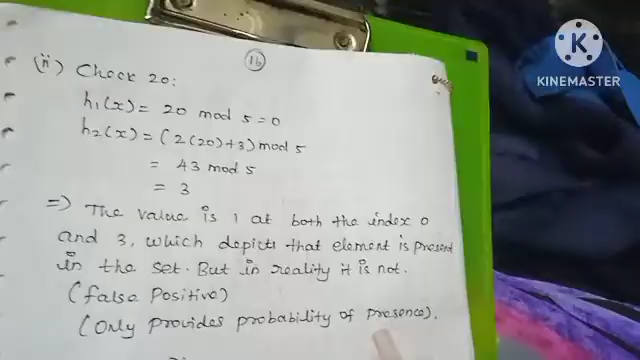 16
(ii) Check 20:
h₁(x) = 20 mod 5 = 0
h₂(x) = (2(20)+3) mod 5
= 43 mod 5
= 3
=> The value is 1 at both the index 0
and 3, which depicts that element is present
in the set. But in reality it is not.
(False Positive)
(Only provides probability of presence).
K
KINEMASTER